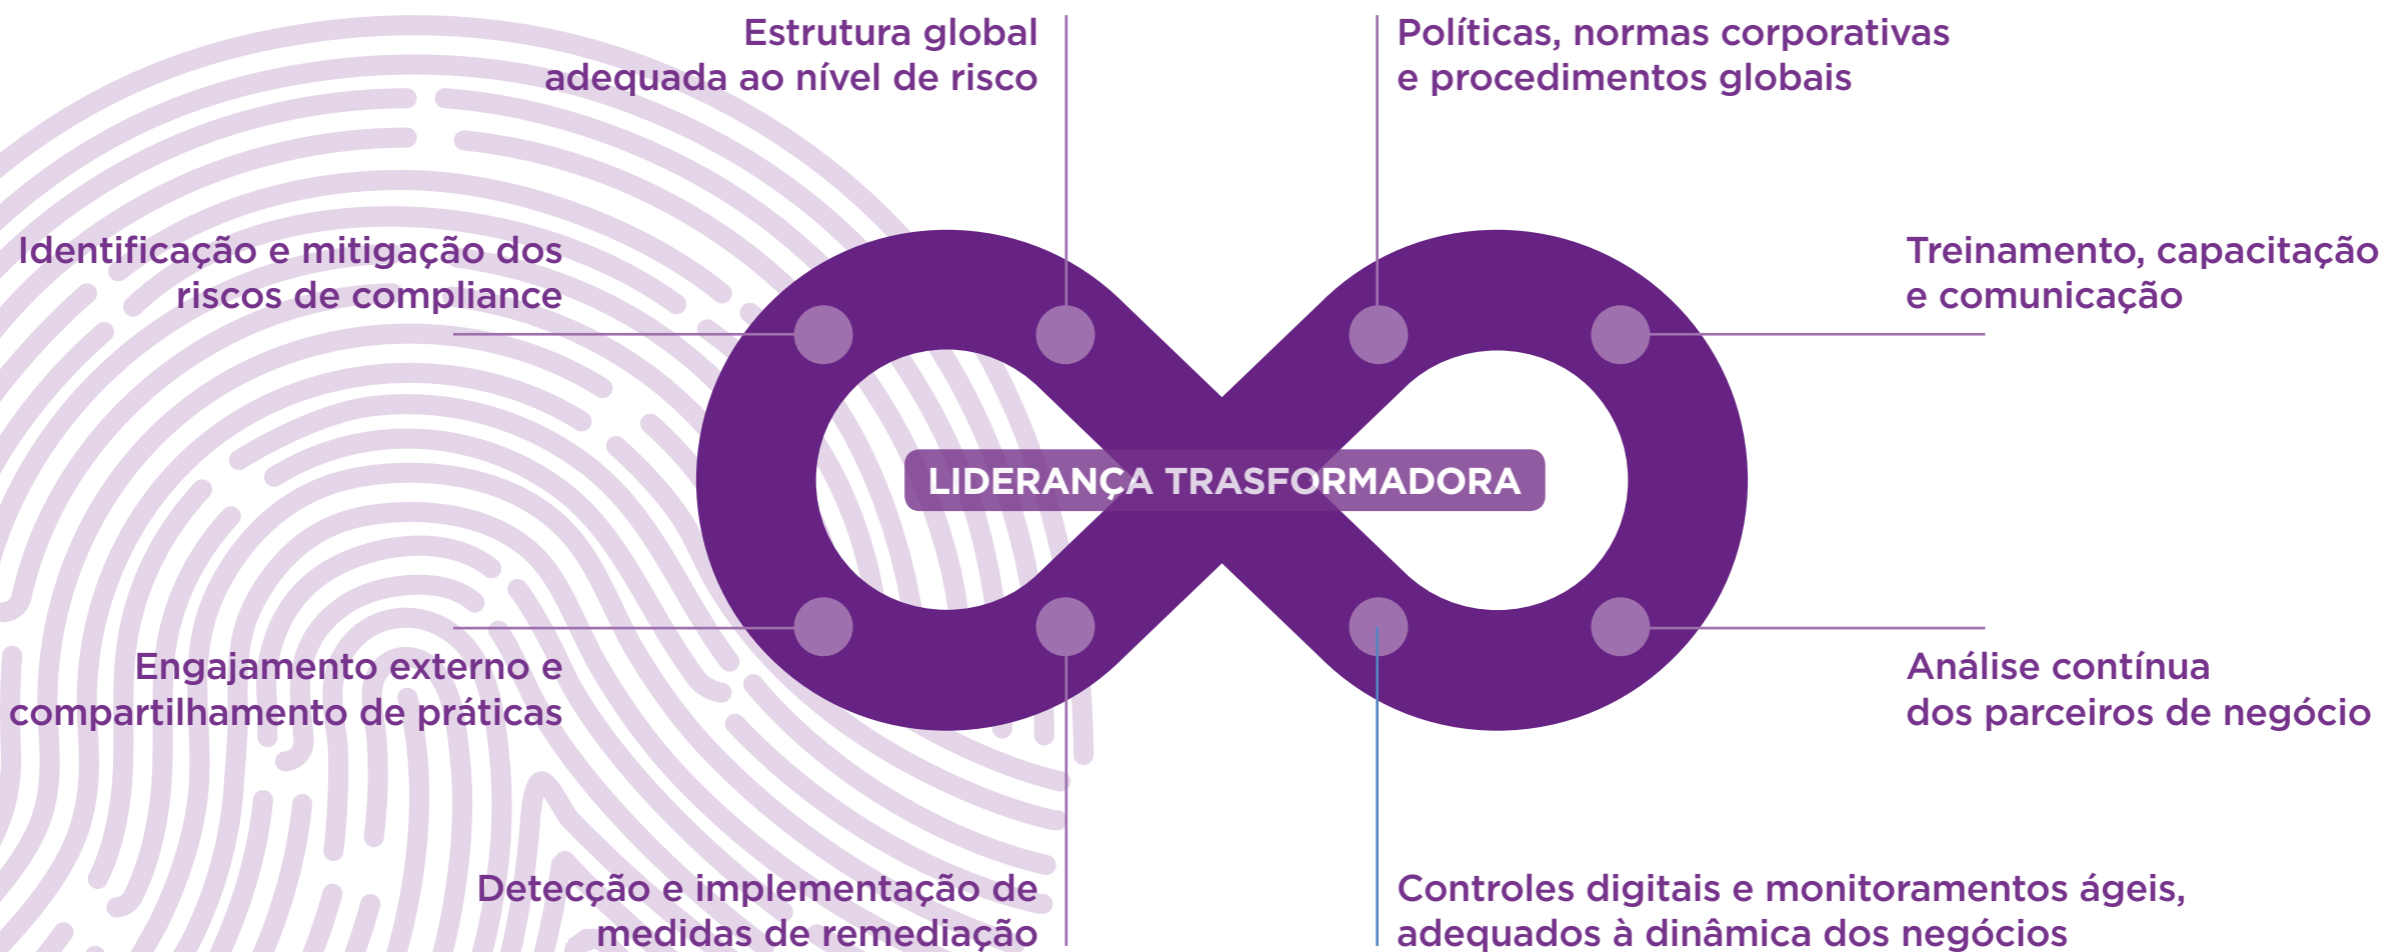 Estrutura global
adequada ao nível de risco
Políticas, normas corporativas
e procedimentos globais
Identificação e mitigação dos
riscos de compliance
Treinamento, capacitação
e comunicação
LIDERANÇA TRASFORMADORA
Engajamento externo e
compartilhamento de práticas
Análise contínua
dos parceiros de negócio
Detecção e implementação de
medidas de remediação
Controles digitais e monitoramentos ágeis,
adequados à dinâmica dos negócios